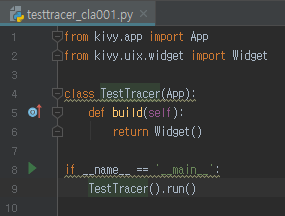 testtracer_cla001.py
1 from kivy.app import App
2 from kivy.uix.widget import Widget
3
4 class TestTracer(App):
5 def build(self):
6 return Widget()
7
8 if __name__ == '__main__':
9 TestTracer().run()
10